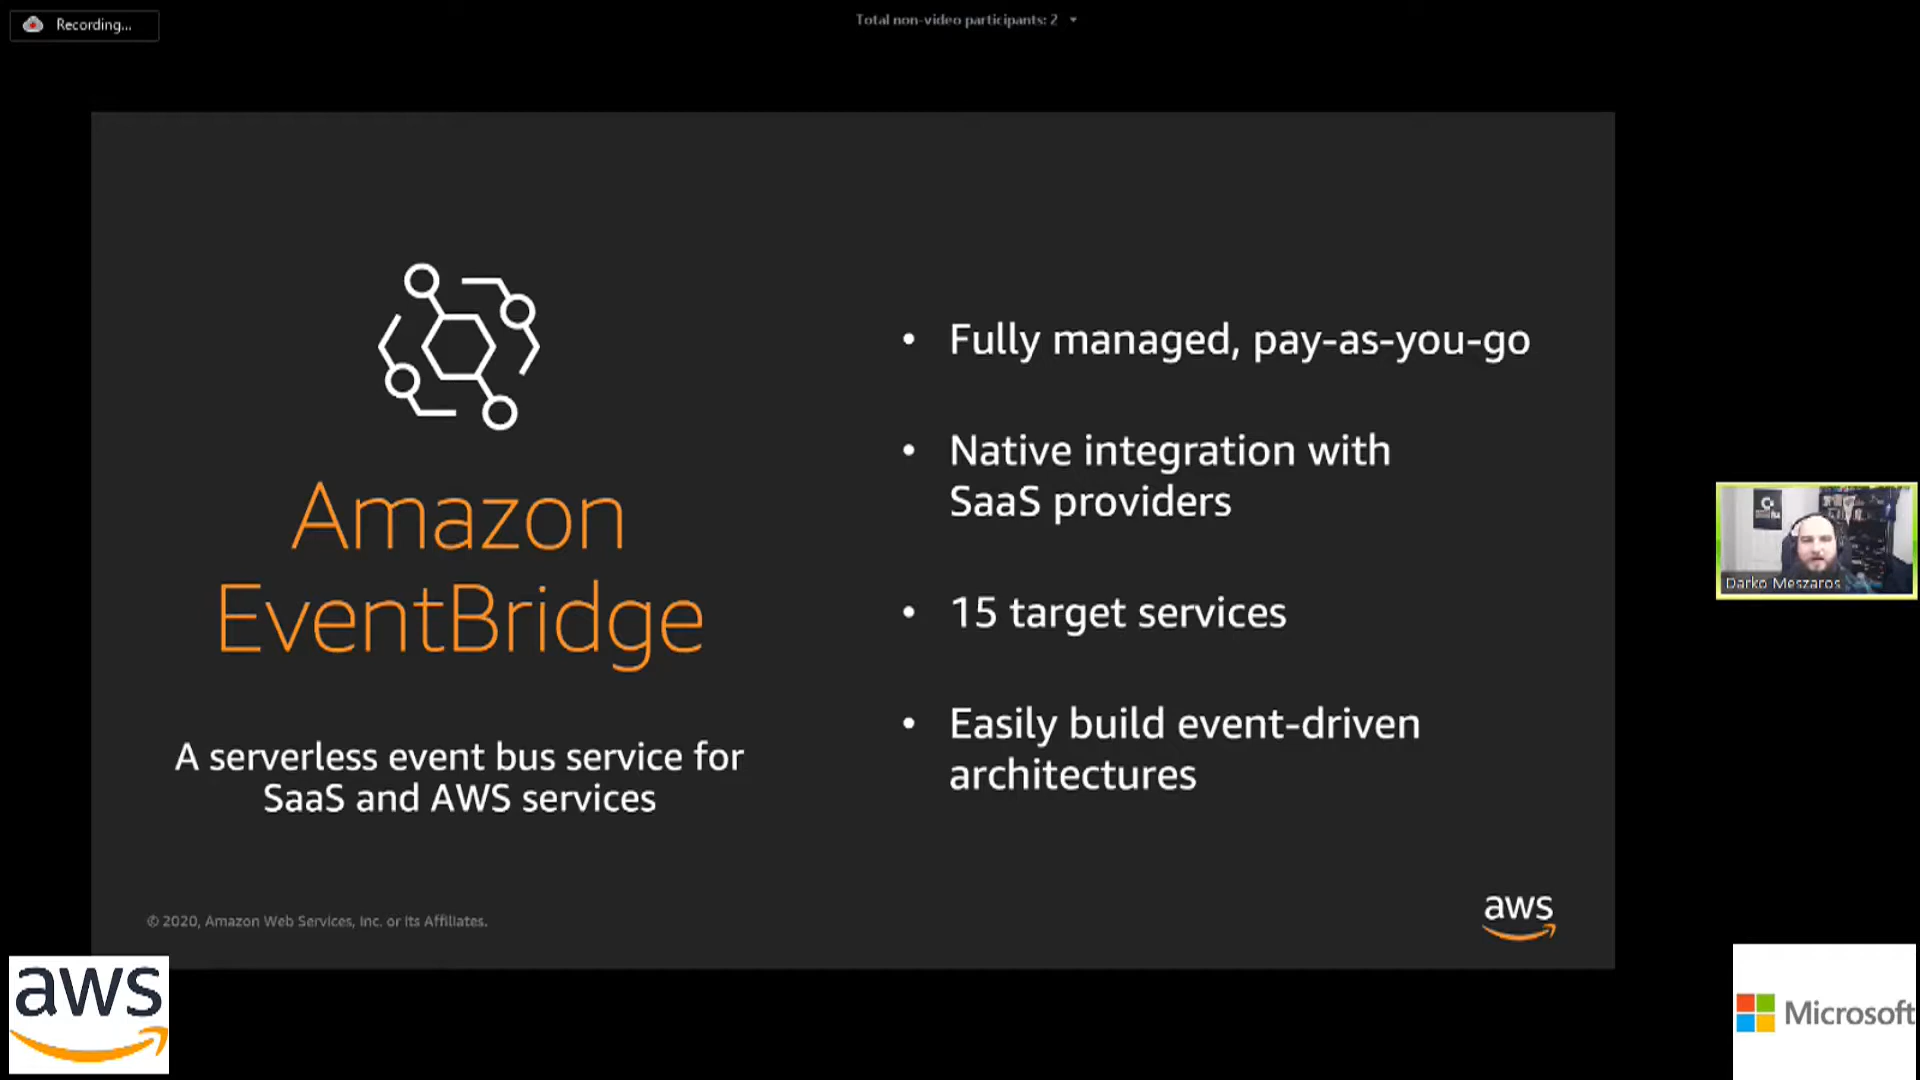 Recording...
Total non-video participants: 2
Amazon
EventBridge
A serverless event bus service for
SaaS and AWS services
• Fully managed, pay-as-you-go
• Native integration with
SaaS providers
• 15 target services
• Easily build event-driven
architectures
© 2020, Amazon Web Services, Inc. or its Affiliates.
aws
Darko Meszaros
aws
Microsoft